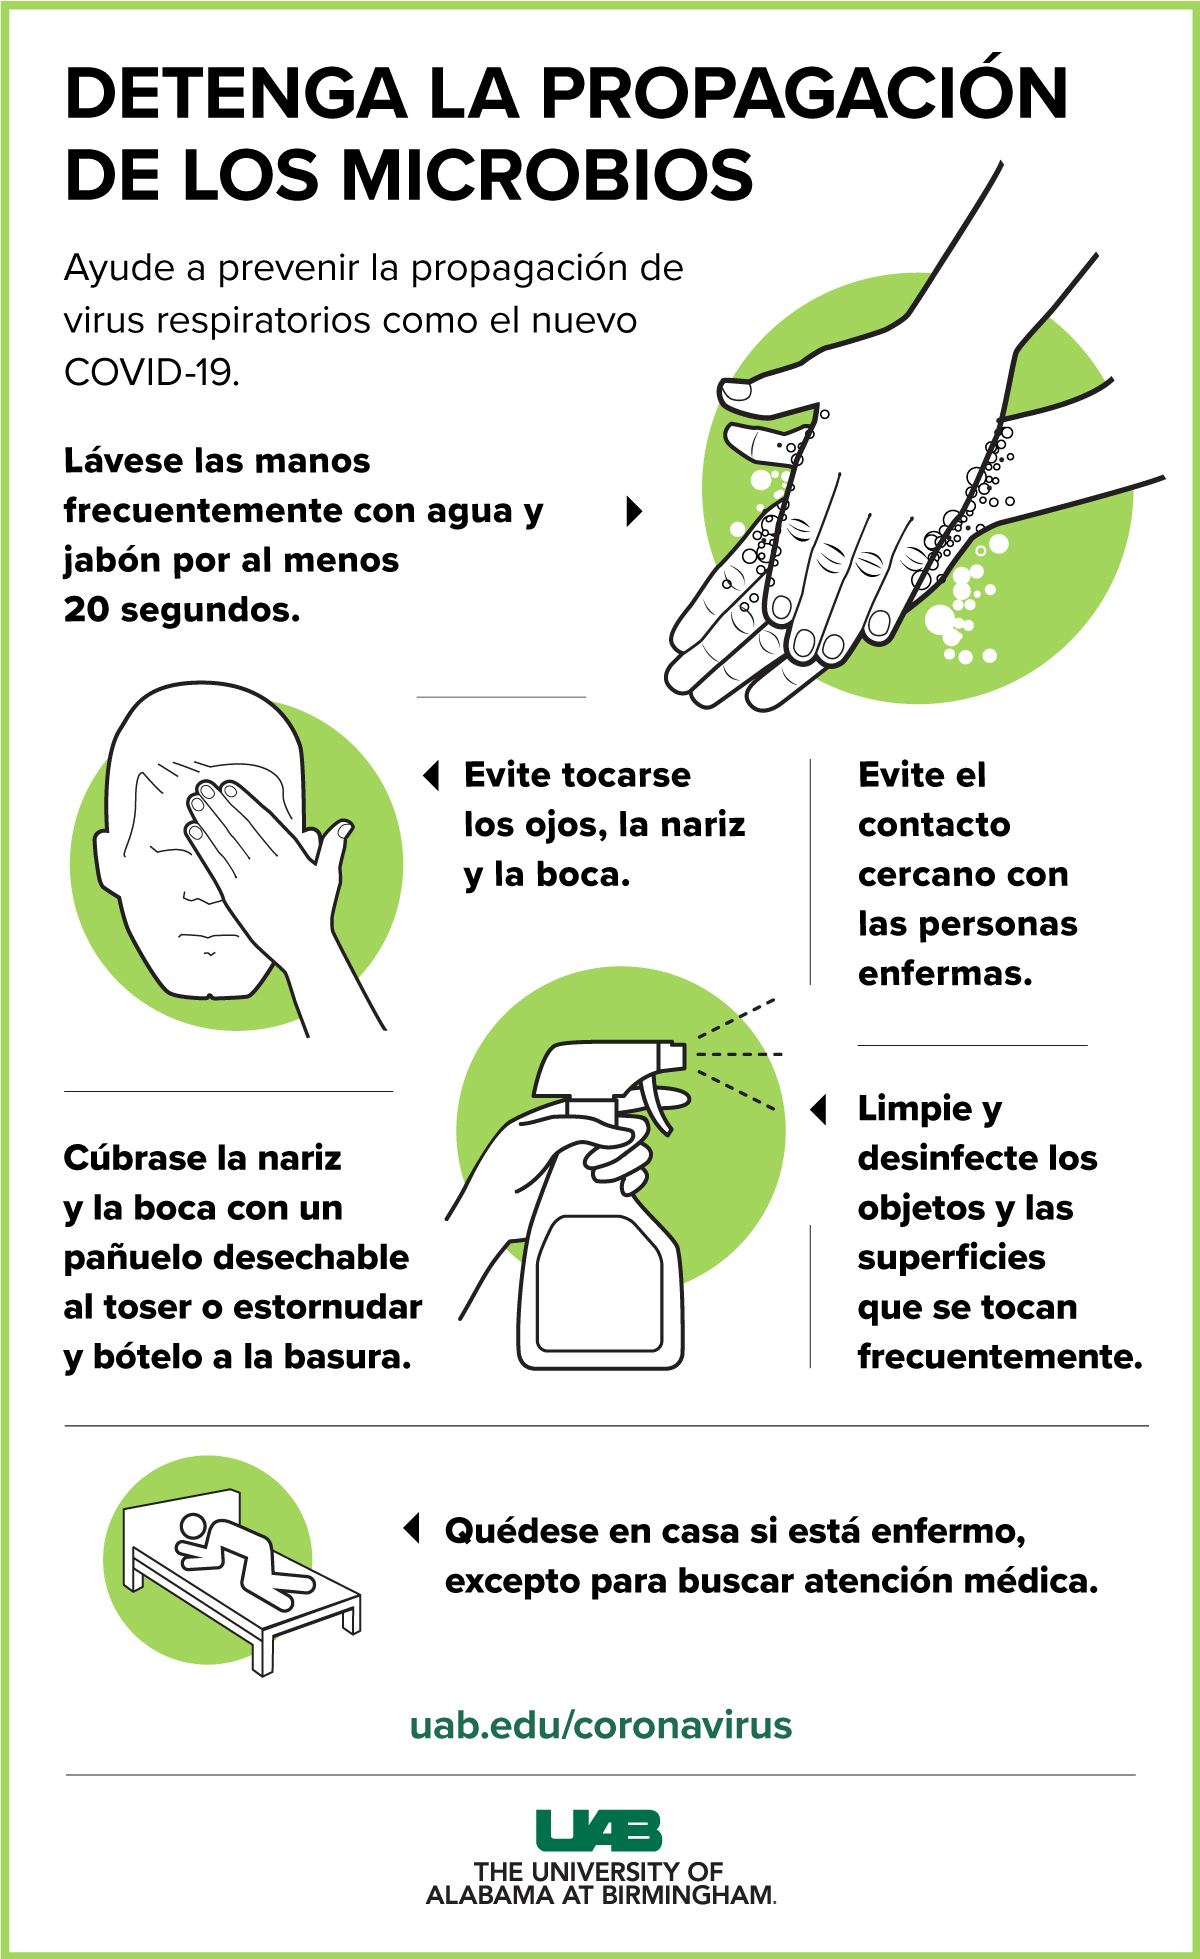 DETENGA LA PROPAGACIÓN
DE LOS MICROBIOS
Ayude a prevenir la propagación de
virus respiratorios como el nuevo
COVID-19.
Lávese las manos
frecuentemente con agua y
jabón por al menos
20 segundos.
Evite tocarse
los ojos, la nariz
y la boca.
Evite el
contacto
cercano con
las personas
enfermas.
Cúbrase la nariz
y la boca con un
pañuelo desechable
al toser o estornudar
y bótelo a la basura.
Limpie y
desinfecte los
objetos y las
superficies
que se tocan
frecuentemente.
Quédese en casa si está enfermo,
excepto para buscar atención médica.
uab.edu/coronavirus
UAB
THE UNIVERSITY OF
ALABAMA AT BIRMINGHAM.